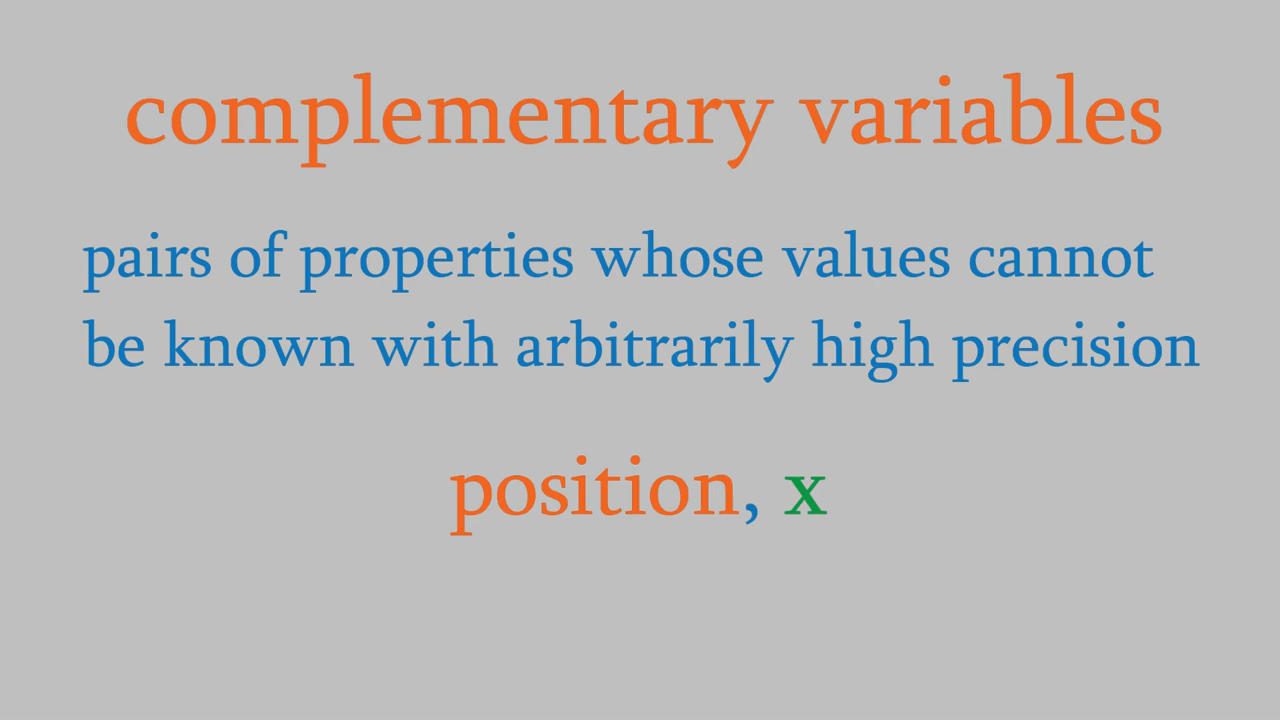 complementary variables
pairs of properties whose values cannot
be known with arbitrarily high precision
position, x